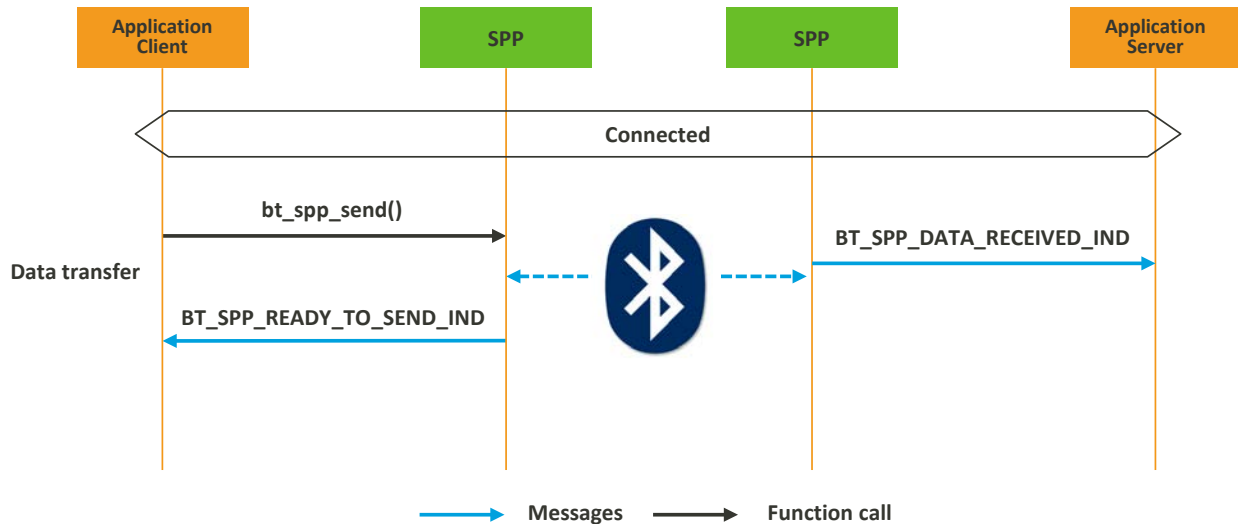 Application
Client
SPP
SPP
Application
Server
Connected
bt_spp_send()
BT_SPP_DATA_RECEIVED_IND
Data transfer
BT_SPP_READY_TO_SEND_IND
Messages
Function call